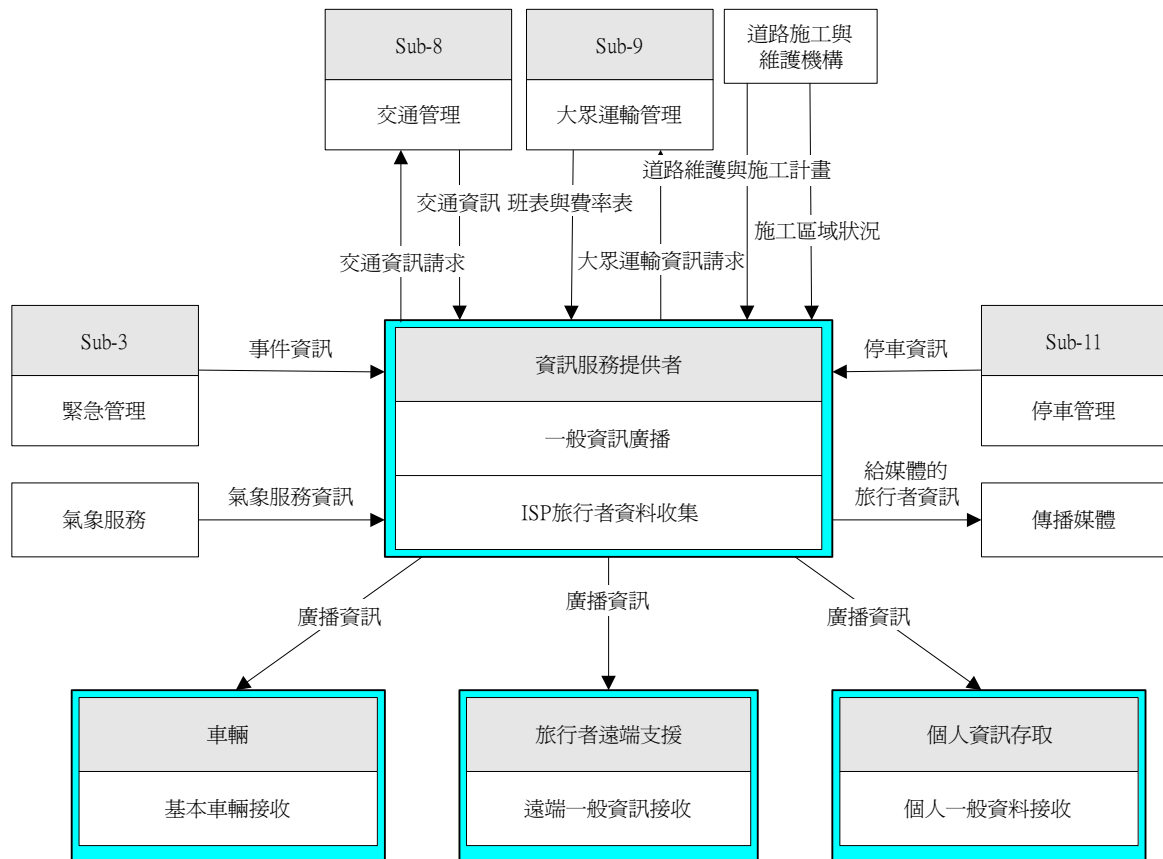 Sub-8
交通管理
Sub-9
大眾運輸管理
道路施工與
維護機構
道路維護與施工計畫
交通資訊
班表與費率表
施工區域狀況
交通資訊請求
大眾運輸資訊請求
Sub-3
緊急管理
事件資訊
資訊服務提供者
一般資訊廣播
ISP旅行者資料收集
停車資訊
Sub-11
停車管理
氣象服務
氣象服務資訊
給媒體的
旅行者資訊
傳播媒體
廣播資訊
廣播資訊
廣播資訊
車輛
基本車輛接收
旅行者遠端支援
遠端一般資訊接收
個人資訊存取
個人一般資料接收